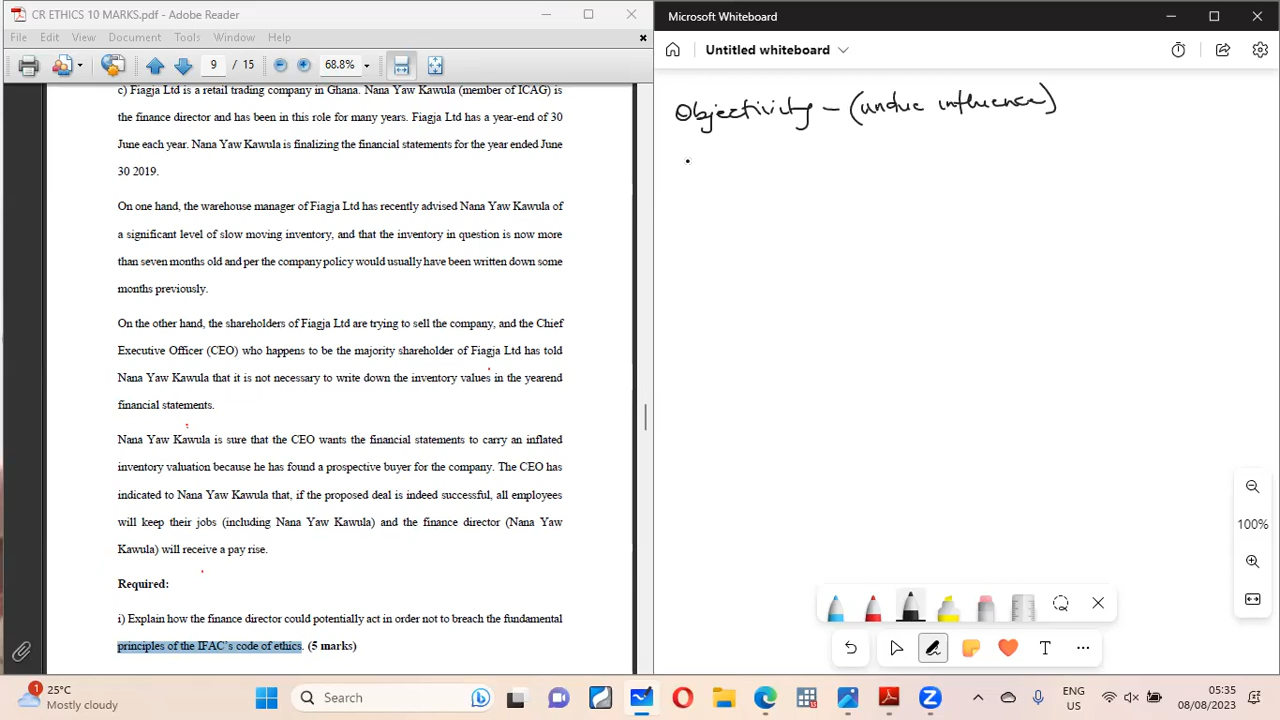 CR ETHICS 10 MARKS.pdf - Adobe Reader
File Edit View Document Tools Window Help
9 / 15 68.8%
c) Fiagja Ltd is a retail trading company in Ghana. Nana Yaw Kawula (member of ICAG) is
the finance director and has been in this role for many years. Fiagja Ltd has a year-end of 30
June each year. Nana Yaw Kawula is finalizing the financial statements for the year ended June
30 2019.
On one hand, the warehouse manager of Fiagja Ltd has recently advised Nana Yaw Kawula of
a significant level of slow moving inventory, and that the inventory in question is now more
than seven months old and per the company policy would usually have been written down some
months previously.
On the other hand, the shareholders of Fiagja Ltd are trying to sell the company, and the Chief
Executive Officer (CEO) who happens to be the majority shareholder of Fiagja Ltd has told
Nana Yaw Kawula that it is not necessary to write down the inventory values in the yearend
financial statements.
Nana Yaw Kawula is sure that the CEO wants the financial statements to carry an inflated
inventory valuation because he has found a prospective buyer for the company. The CEO has
indicated to Nana Yaw Kawula that, if the proposed deal is indeed successful, all employees
will keep their jobs (including Nana Yaw Kawula) and the finance director (Nana Yaw
Kawula) will receive a pay rise.
Required:
i) Explain how the finance director could potentially act in order not to breach the fundamental
principles of the IFAC's code of ethics. (5 marks)
Microsoft Whiteboard
Untitled whiteboard
Objectivity – (undue influence)
100%
1
25°C
Mostly cloudy
Search
ENG
US
05:35
08/08/2023